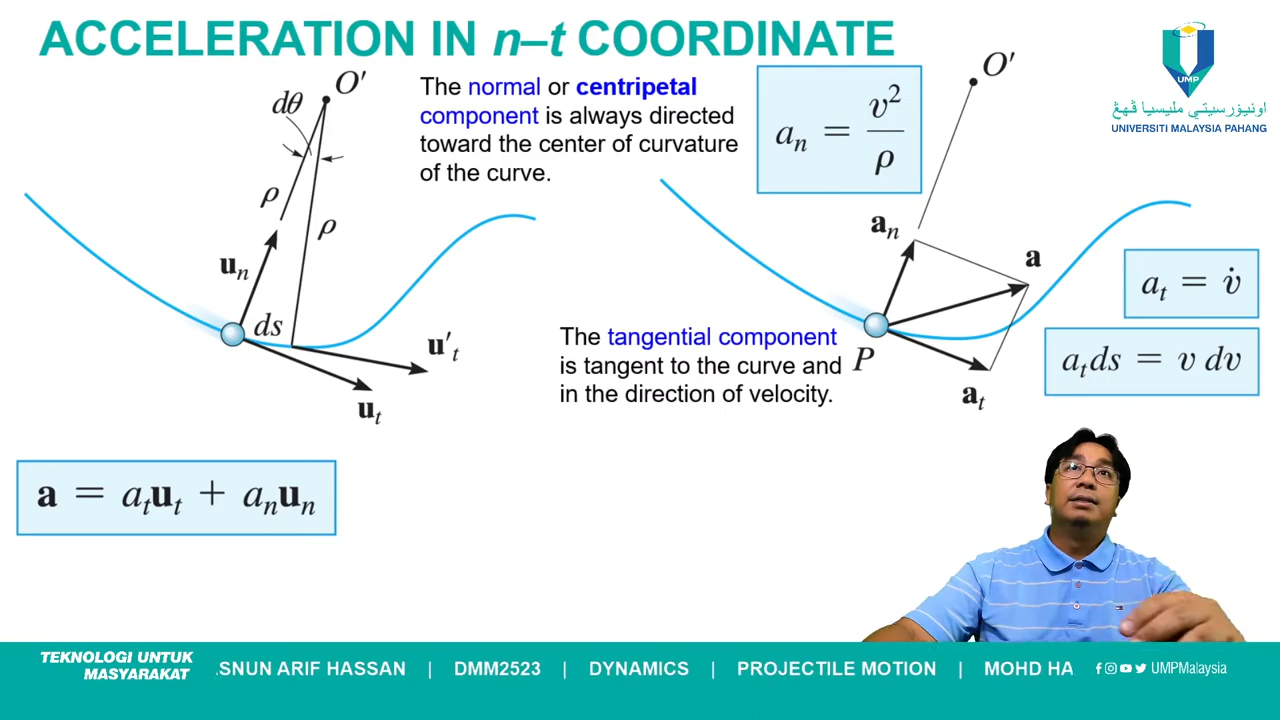 ACCELERATION IN n–t COORDINATE
O′
dθ
ρ
ρ
uₙ
ds
u′ₜ
uₜ
The normal or centripetal
component is always directed
toward the center of curvature
of the curve.
aₙ = v²/ρ
O′
aₙ
a
P
aₜ
The tangential component
is tangent to the curve and
in the direction of velocity.
aₜ = v̇
aₜds = v dv
a = aₜuₜ + aₙuₙ
UMP
اونيۏرسيتي مليسيا ڤهڠ
UNIVERSITI MALAYSIA PAHANG
TEKNOLOGI UNTUK
MASYARAKAT
SNUN ARIF HASSAN | DMM2523 | DYNAMICS | PROJECTILE MOTION | MOHD HA
UMPMalaysia